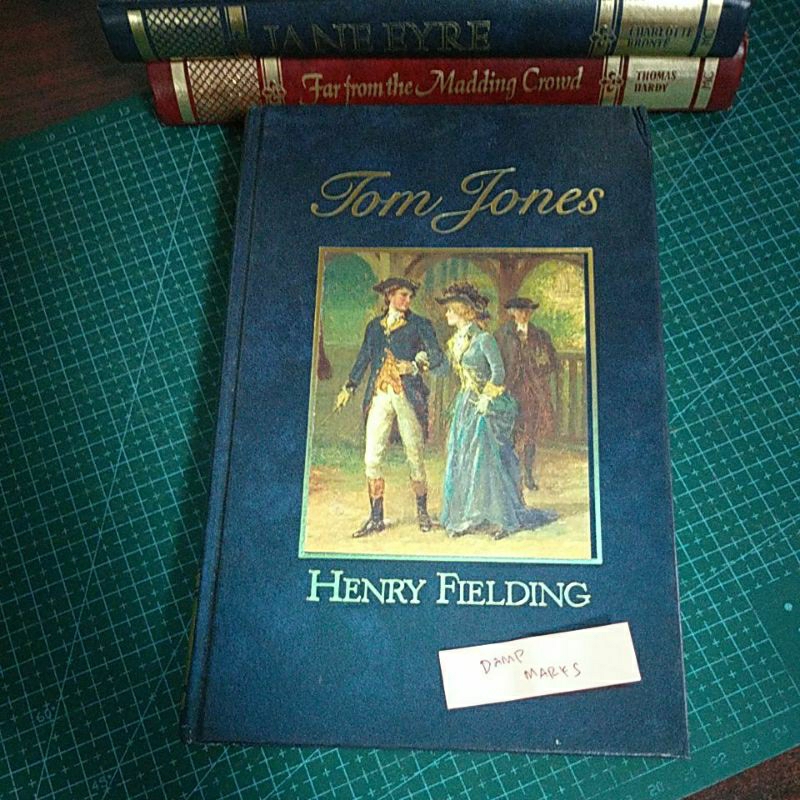 JANE EYRE
CHARLOTTE
BRONTË
Far from the Madding Crowd
THOMAS
HARDY
Tom Jones
HENRY FIELDING
DAMP
MARKS